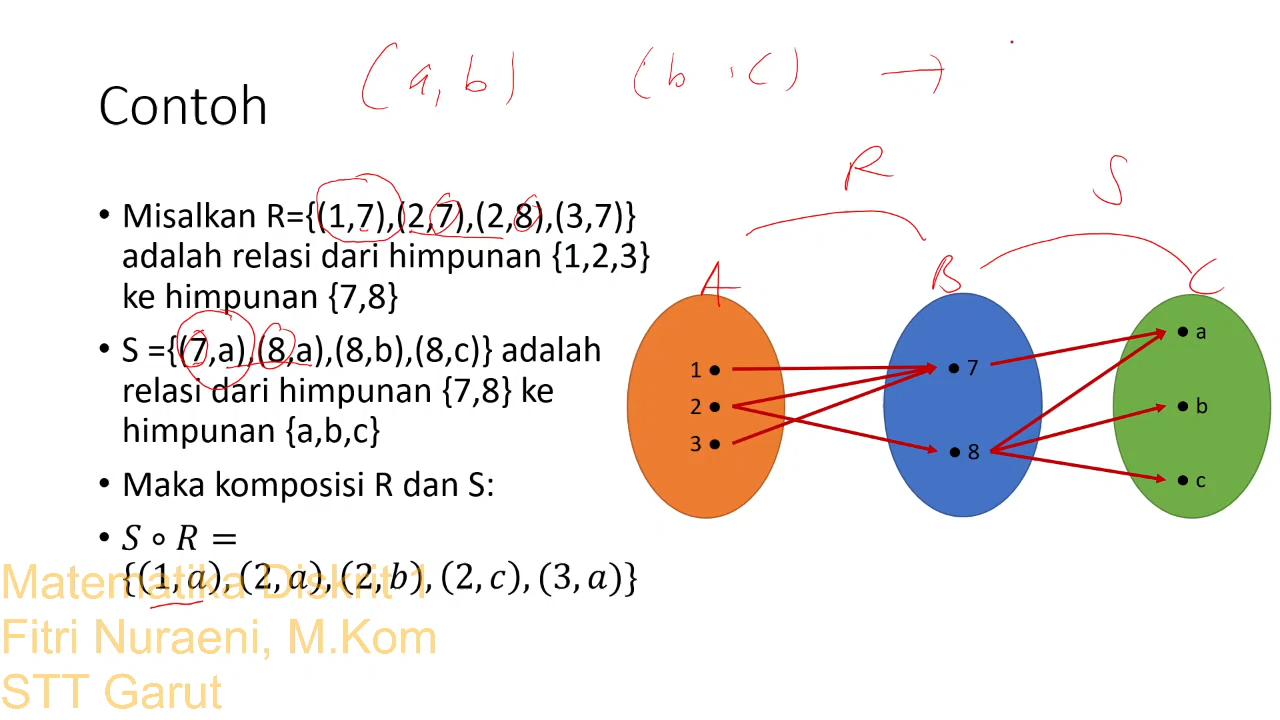 (a,b) (b,c) →
Contoh
R
S
• Misalkan R={(1,7),(2,7),(2,8),(3,7)}
adalah relasi dari himpunan {1,2,3}
ke himpunan {7,8}
• S ={(7,a),(8,a),(8,b),(8,c)} adalah
relasi dari himpunan {7,8} ke
himpunan {a,b,c}
• Maka komposisi R dan S:
• S ∘ R =
{(1,a),(2,a),(2,b),(2,c),(3,a)}
A
B
C
1
2
3
7
8
a
b
c
Matematika Diskrit 1
Fitri Nuraeni, M.Kom
STT Garut